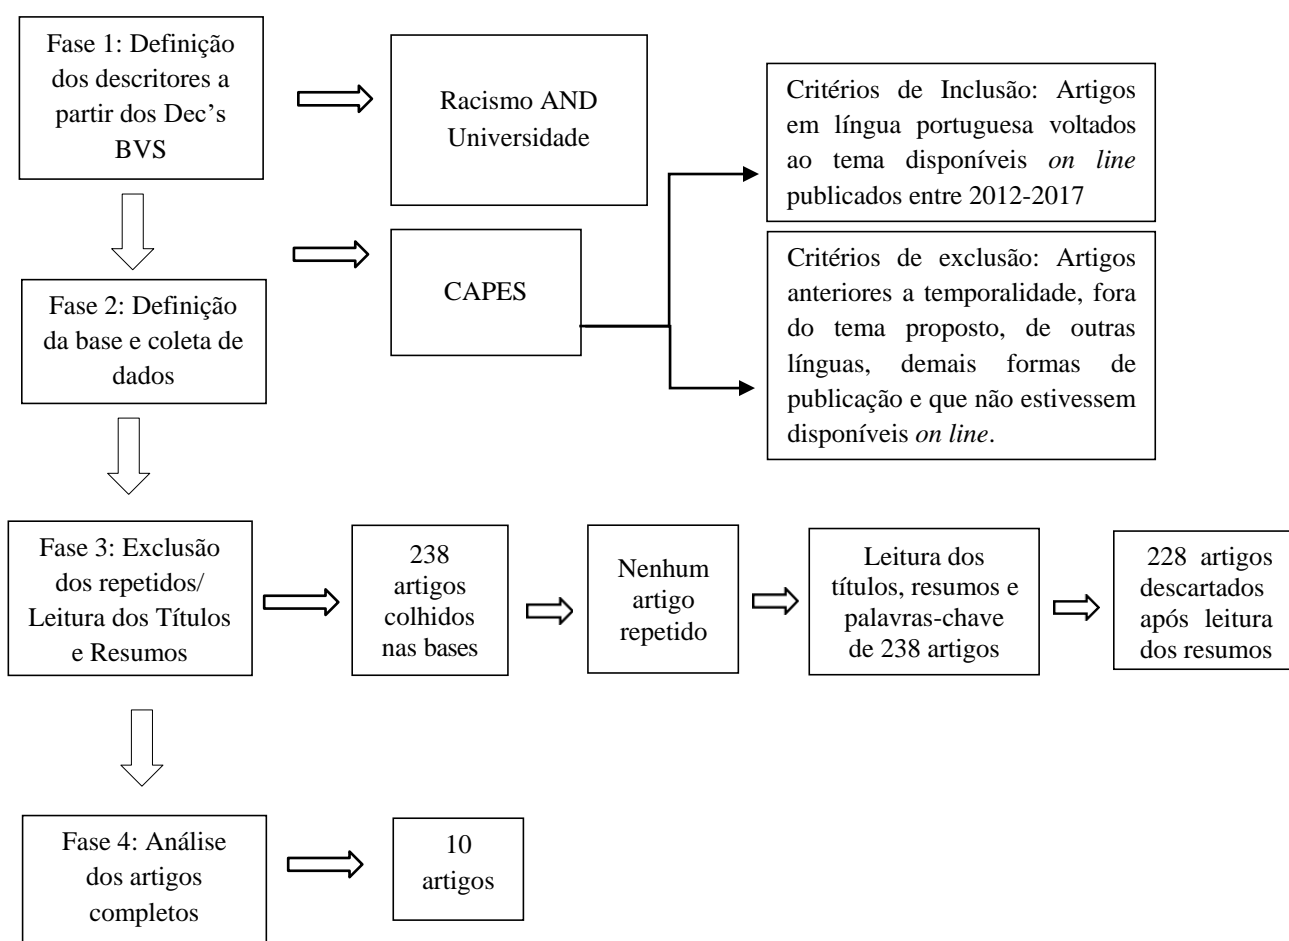 Fase 1: Definição
dos descritores a
partir dos Dec’s
BVS
Racismo AND
Universidade
Critérios de Inclusão: Artigos
em língua portuguesa voltados
ao tema disponíveis on line
publicados entre 2012-2017
Fase 2: Definição
da base e coleta de
dados
CAPES
Critérios de exclusão: Artigos
anteriores a temporalidade, fora
do tema proposto, de outras
línguas, demais formas de
publicação e que não estivessem
disponíveis on line.
Fase 3: Exclusão
dos repetidos/
Leitura dos Títulos
e Resumos
238
artigos
colhidos
nas bases
Nenhum
artigo
repetido
Leitura dos
títulos, resumos e
palavras-chave
de 238 artigos
228 artigos
descartados
após leitura
dos resumos
Fase 4: Análise
dos artigos
completos
10
artigos